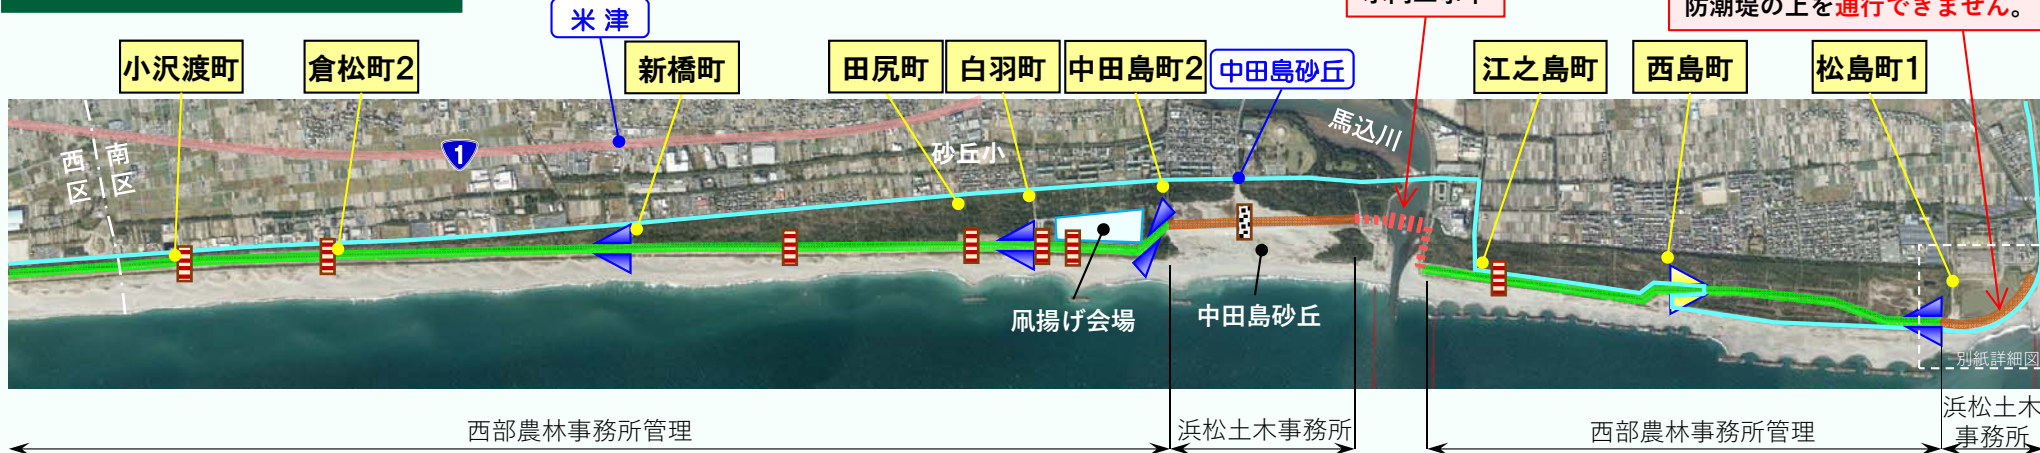 防潮堤の上を通行できません。
米津
小沢渡町
倉松町2
新橋町
田尻町
白羽町
中田島町2
中田島砂丘
江之島町
西島町
松島町1
馬込川
西区
南区
1
砂丘小
凧揚げ会場
中田島砂丘
別紙詳細図
西部農林事務所管理
浜松土木事務所
西部農林事務所管理
浜松土木
事務所